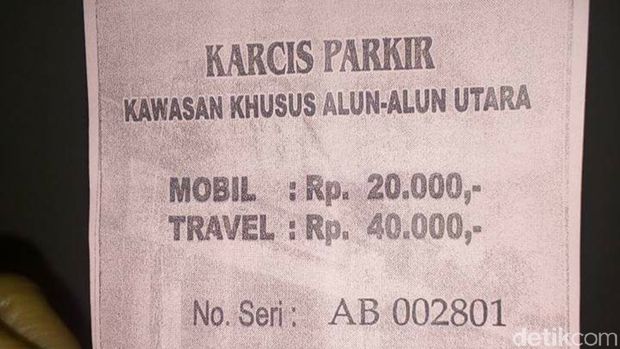 KARCIS PARKIR
KAWASAN KHUSUS ALUN-ALUN UTARA
MOBIL : Rp. 20.000,-
TRAVEL : Rp. 40.000,-
No. Seri : AB 002801
detikcom